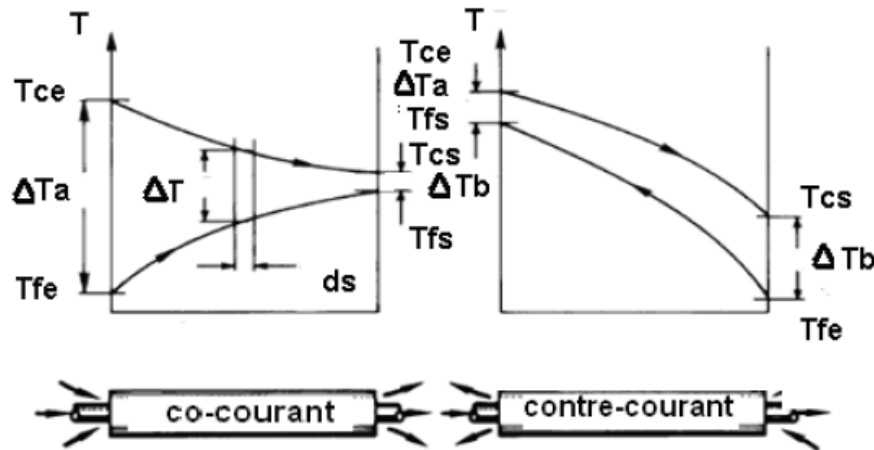 T
Tce
ΔTa
ΔT
Tfe
ds
Tcs
ΔTb
Tfs
co-courant
T
Tce
ΔTa
Tfs
Tcs
ΔTb
Tfe
contre-courant